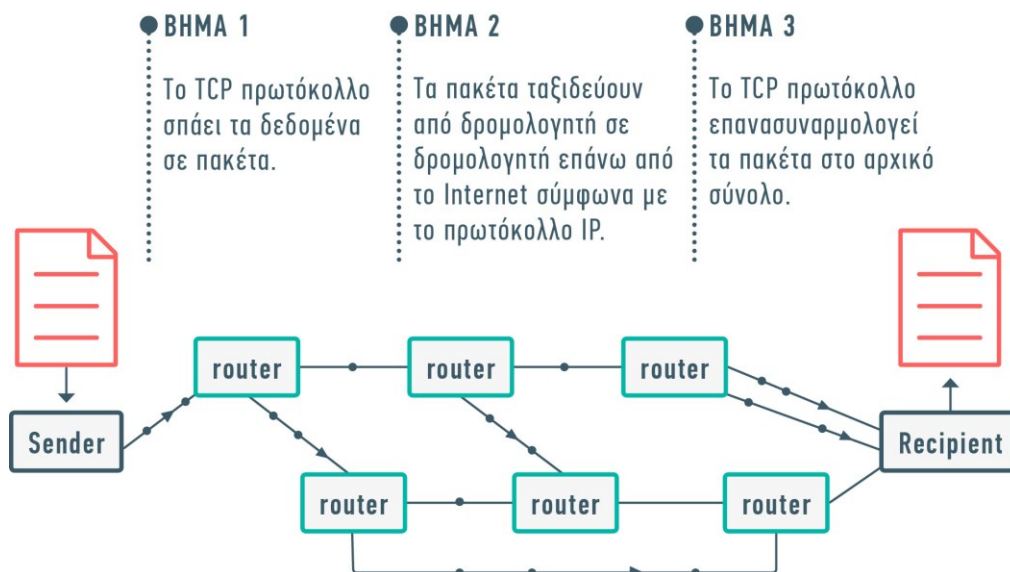 ΒΗΜΑ 1
Το TCP πρωτόκολλο
σπάει τα δεδομένα
σε πακέτα.
ΒΗΜΑ 2
Τα πακέτα ταξιδεύουν
από δρομολογητή σε
δρομολογητή επάνω από
το Internet σύμφωνα με
το πρωτόκολλο IP.
ΒΗΜΑ 3
Το TCP πρωτόκολλο
επανασυναρμολογεί
τα πακέτα στο αρχικό
σύνολο.
router
router
router
Sender
Recipient
router
router
router